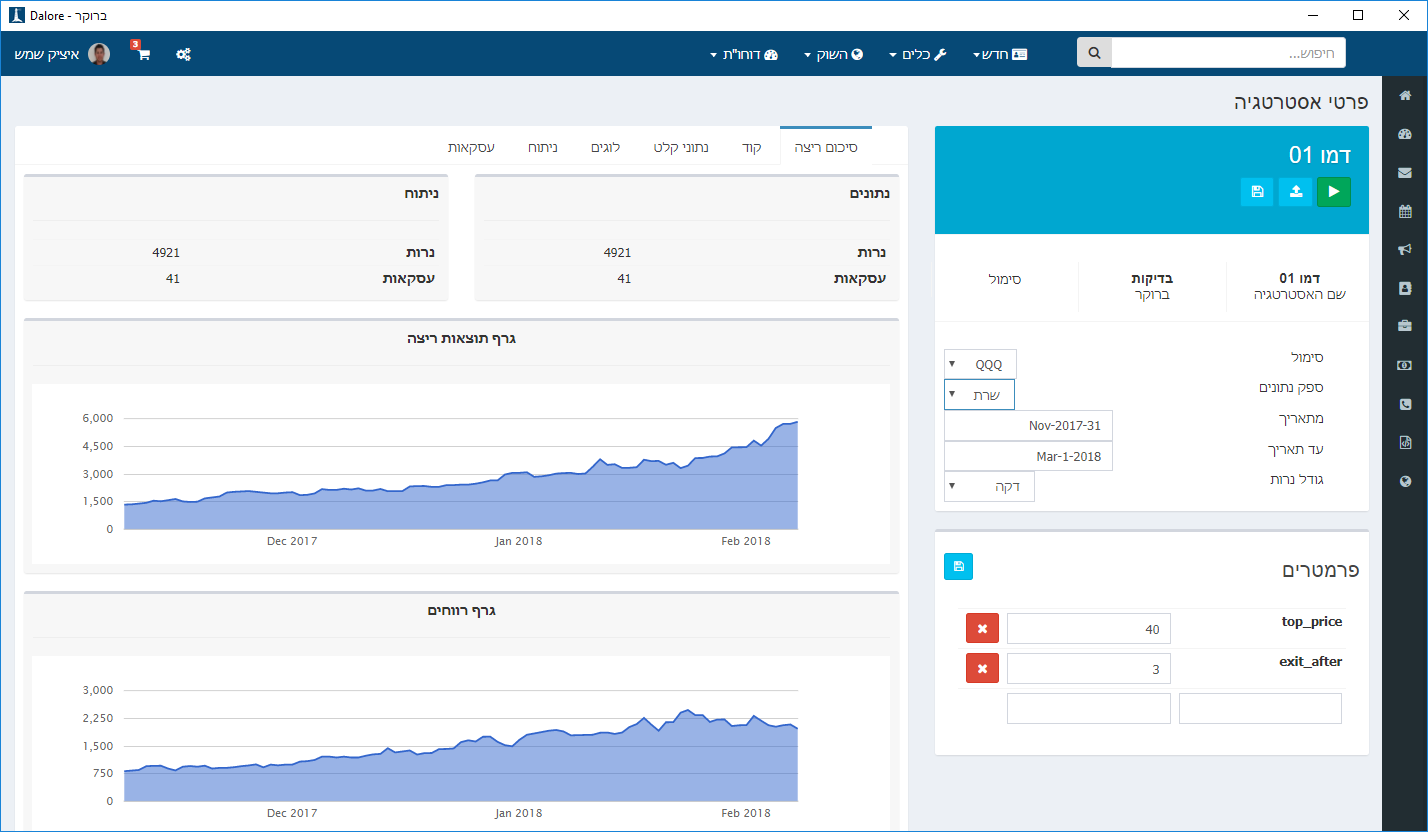 Dalore - ברוקר
חיפוש...
חדש
כלים
השוק
דוחו"ת
3
איציק שמש
פרטי אסטרטגיה
דמו 01
דמו 01
שם האסטרטגיה
בדיקות
ברוקר
סימול
סימול
QQQ
ספק נתונים
שרת
מתאריך
Nov-2017-31
עד תאריך
Mar-1-2018
גודל נרות
דקה
פרמטרים
top_price
40
exit_after
3
סיכום ריצה
קוד
נתוני קלט
לוגים
ניתוח
עסקאות
נתונים
נרות 4921
עסקאות 41
ניתוח
נרות 4921
עסקאות 41
גרף תוצאות ריצה
6,000
4,500
3,000
1,500
0
Dec 2017 Jan 2018 Feb 2018
גרף רווחים
3,000
2,250
1,500
750
0
Dec 2017 Jan 2018 Feb 2018